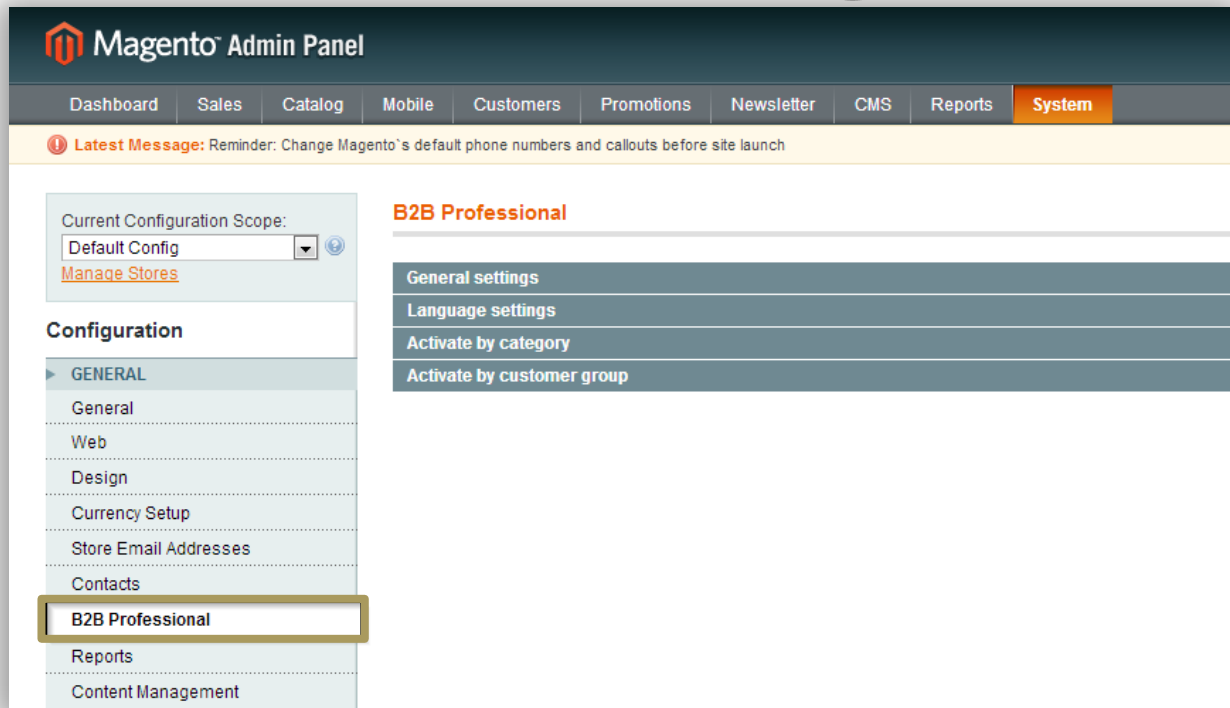 Magento™ Admin Panel
Dashboard Sales Catalog Mobile Customers Promotions Newsletter CMS Reports System
Latest Message: Reminder: Change Magento`s default phone numbers and callouts before site launch
Current Configuration Scope:
Default Config
Manage Stores
Configuration
GENERAL
General
Web
Design
Currency Setup
Store Email Addresses
Contacts
B2B Professional
Reports
Content Management
B2B Professional
General settings
Language settings
Activate by category
Activate by customer group